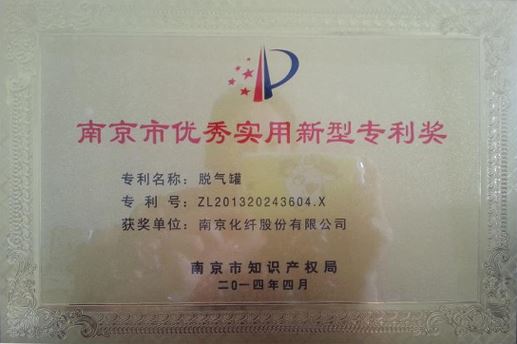 南京市优秀实用新型专利奖
专利名称：脱气罐
专 利 号：ZL201320243604.X
获奖单位：南京化纤股份有限公司
南京市知识产权局
二〇一四年四月